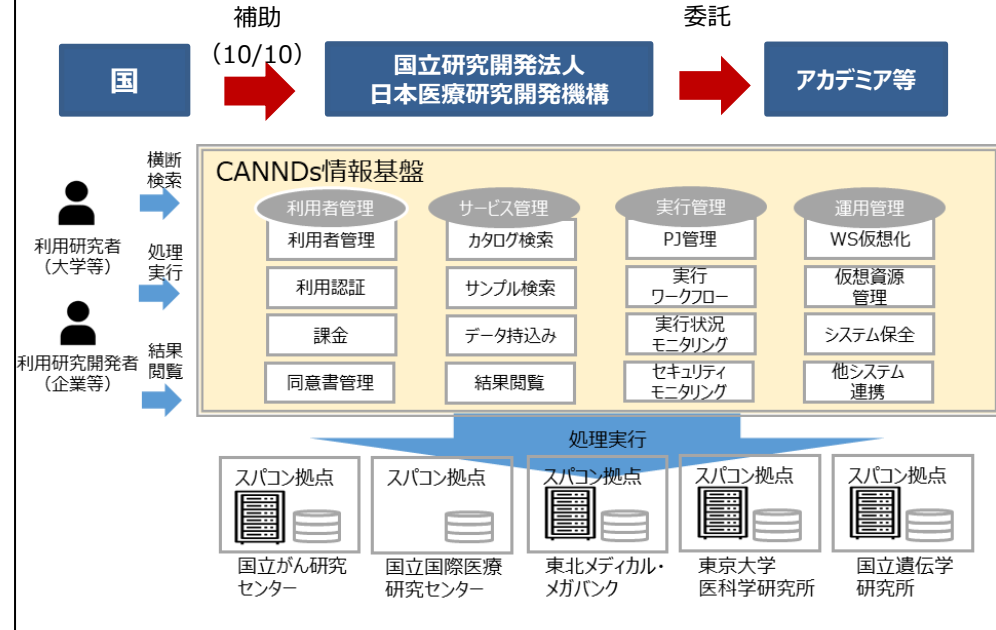 補助
(10/10)
委託
国
国立研究開発法人
日本医療研究開発機構
アカデミア等
横断
検索
利用研究者
（大学等）
処理
実行
利用研究開発者
（企業等）
結果
閲覧
CANNDs情報基盤
利用者管理
利用者管理
利用認証
課金
同意書管理
サービス管理
カタログ検索
サンプル検索
データ持込み
結果閲覧
実行管理
PJ管理
実行
ワークフロー
実行状況
モニタリング
セキュリティ
モニタリング
運用管理
WS仮想化
仮想資源
管理
システム保全
他システム
連携
処理実行
スパコン拠点
国立がん研究
センター
スパコン拠点
国立国際医療
研究センター
スパコン拠点
東北メディカル・
メガバンク
スパコン拠点
東京大学
医科学研究所
スパコン拠点
国立遺伝学
研究所